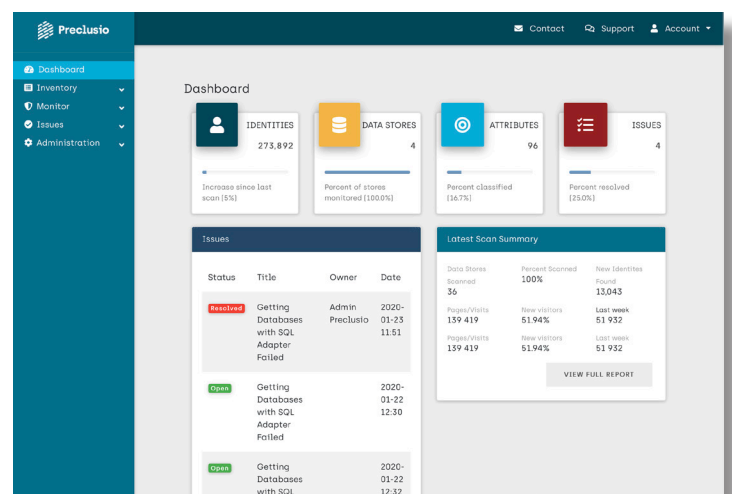 Preclusio
Contact
Support
Account
Dashboard
Inventory
Monitor
Issues
Administration
Dashboard
IDENTITIES
273,892
Increase since last
scan [5%]
DATA STORES
4
Percent of stores
monitored [100.0%]
ATTRIBUTES
96
Percent classified
[16.7%]
ISSUES
4
Percent resolved
[25.0%]
Issues
Status Title Owner Date
Resolved Getting Admin 2020-
Databases Preclusio 01-23
with SQL 11:51
Adapter
Failed
Open Getting 2020-
Databases 01-22
with SQL 12:30
Adapter
Failed
Open Getting 2020-
Databases 01-22
with SQL 12:32
Latest Scan Summary
Data Stores Percent Scanned New Identites
Scanned 100% Found
36 13,043
Pages/Visits New visitors Last week
139 419 51.94% 51 932
Pages/Visits New visitors Last week
139 419 51.94% 51 932
VIEW FULL REPORT